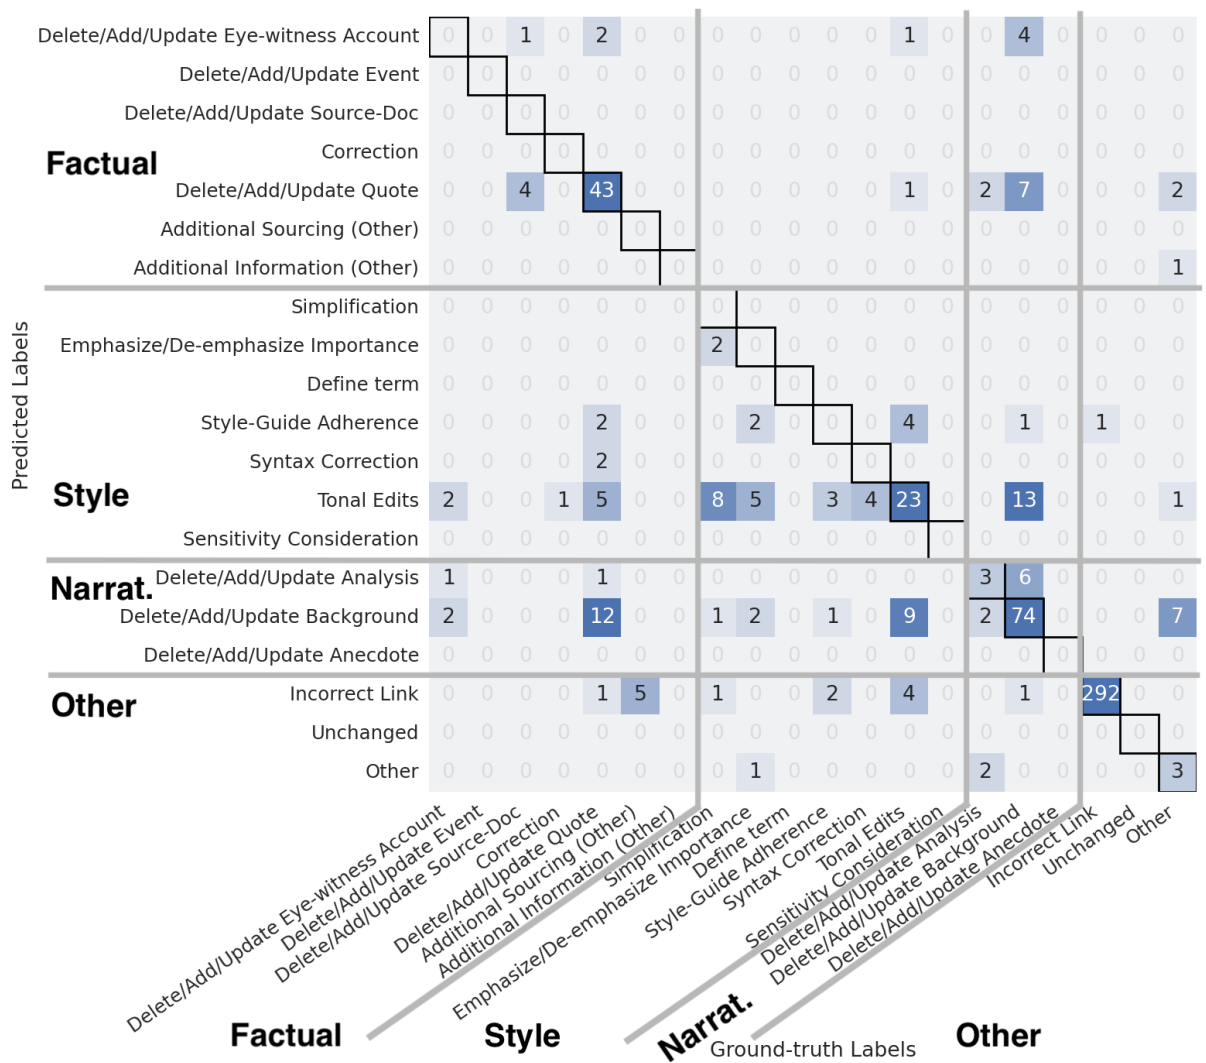 Predicted Labels
Delete/Add/Update Eye-witness Account 0 0 1 0 2 0 0 0 0 0 0 0 1 0 0 4 0 0 0 0
Delete/Add/Update Event 0 0 0 0 0 0 0 0 0 0 0 0 0 0 0 0 0 0 0 0
Delete/Add/Update Source-Doc 0 0 0 0 0 0 0 0 0 0 0 0 0 0 0 0 0 0 0 0
Correction 0 0 0 0 0 0 0 0 0 0 0 0 0 0 0 0 0 0 0 0
Factual
Delete/Add/Update Quote 0 0 4 0 43 0 0 0 0 0 0 0 1 0 2 7 0 0 0 2
Additional Sourcing (Other) 0 0 0 0 0 0 0 0 0 0 0 0 0 0 0 0 0 0 0 0
Additional Information (Other) 0 0 0 0 0 0 0 0 0 0 0 0 0 0 0 0 0 0 0 1
Simplification 0 0 0 0 0 0 0 0 0 0 0 0 0 0 0 0 0 0 0 0
Emphasize/De-emphasize Importance 0 0 0 0 0 0 0 2 0 0 0 0 0 0 0 0 0 0 0 0
Define term 0 0 0 0 0 0 0 0 0 0 0 0 0 0 0 0 0 0 0 0
Style-Guide Adherence 0 0 0 0 2 0 0 0 2 0 0 0 4 0 0 1 0 1 0 0
Syntax Correction 0 0 0 0 2 0 0 0 0 0 0 0 0 0 0 0 0 0 0 0
Style
Tonal Edits 2 0 0 1 5 0 0 8 5 0 3 4 23 0 0 13 0 0 0 1
Sensitivity Consideration 0 0 0 0 0 0 0 0 0 0 0 0 0 0 0 0 0 0 0 0
Narrat.
Delete/Add/Update Analysis 1 0 0 0 1 0 0 0 0 0 0 0 0 0 3 6 0 0 0 0
Delete/Add/Update Background 2 0 0 0 12 0 0 1 2 0 1 0 9 0 2 74 0 0 0 7
Delete/Add/Update Anecdote 0 0 0 0 0 0 0 0 0 0 0 0 0 0 0 0 0 0 0 0
Other
Incorrect Link 0 0 0 0 1 5 0 1 0 0 2 0 4 0 0 1 0 292 0 0
Unchanged 0 0 0 0 0 0 0 0 0 0 0 0 0 0 0 0 0 0 0 0
Other 0 0 0 0 0 0 0 0 1 0 0 0 0 0 2 0 0 0 0 3
Delete/Add/Update Eye-witness Account
Delete/Add/Update Event
Delete/Add/Update Source-Doc
Correction
Delete/Add/Update Quote
Additional Sourcing (Other)
Additional Information (Other)
Simplification
Emphasize/De-emphasize Importance
Define term
Style-Guide Adherence
Syntax Correction
Tonal Edits
Sensitivity Consideration
Delete/Add/Update Analysis
Delete/Add/Update Background
Delete/Add/Update Anecdote
Incorrect Link
Unchanged
Other
Factual
Style
Narrat.
Other
Ground-truth Labels